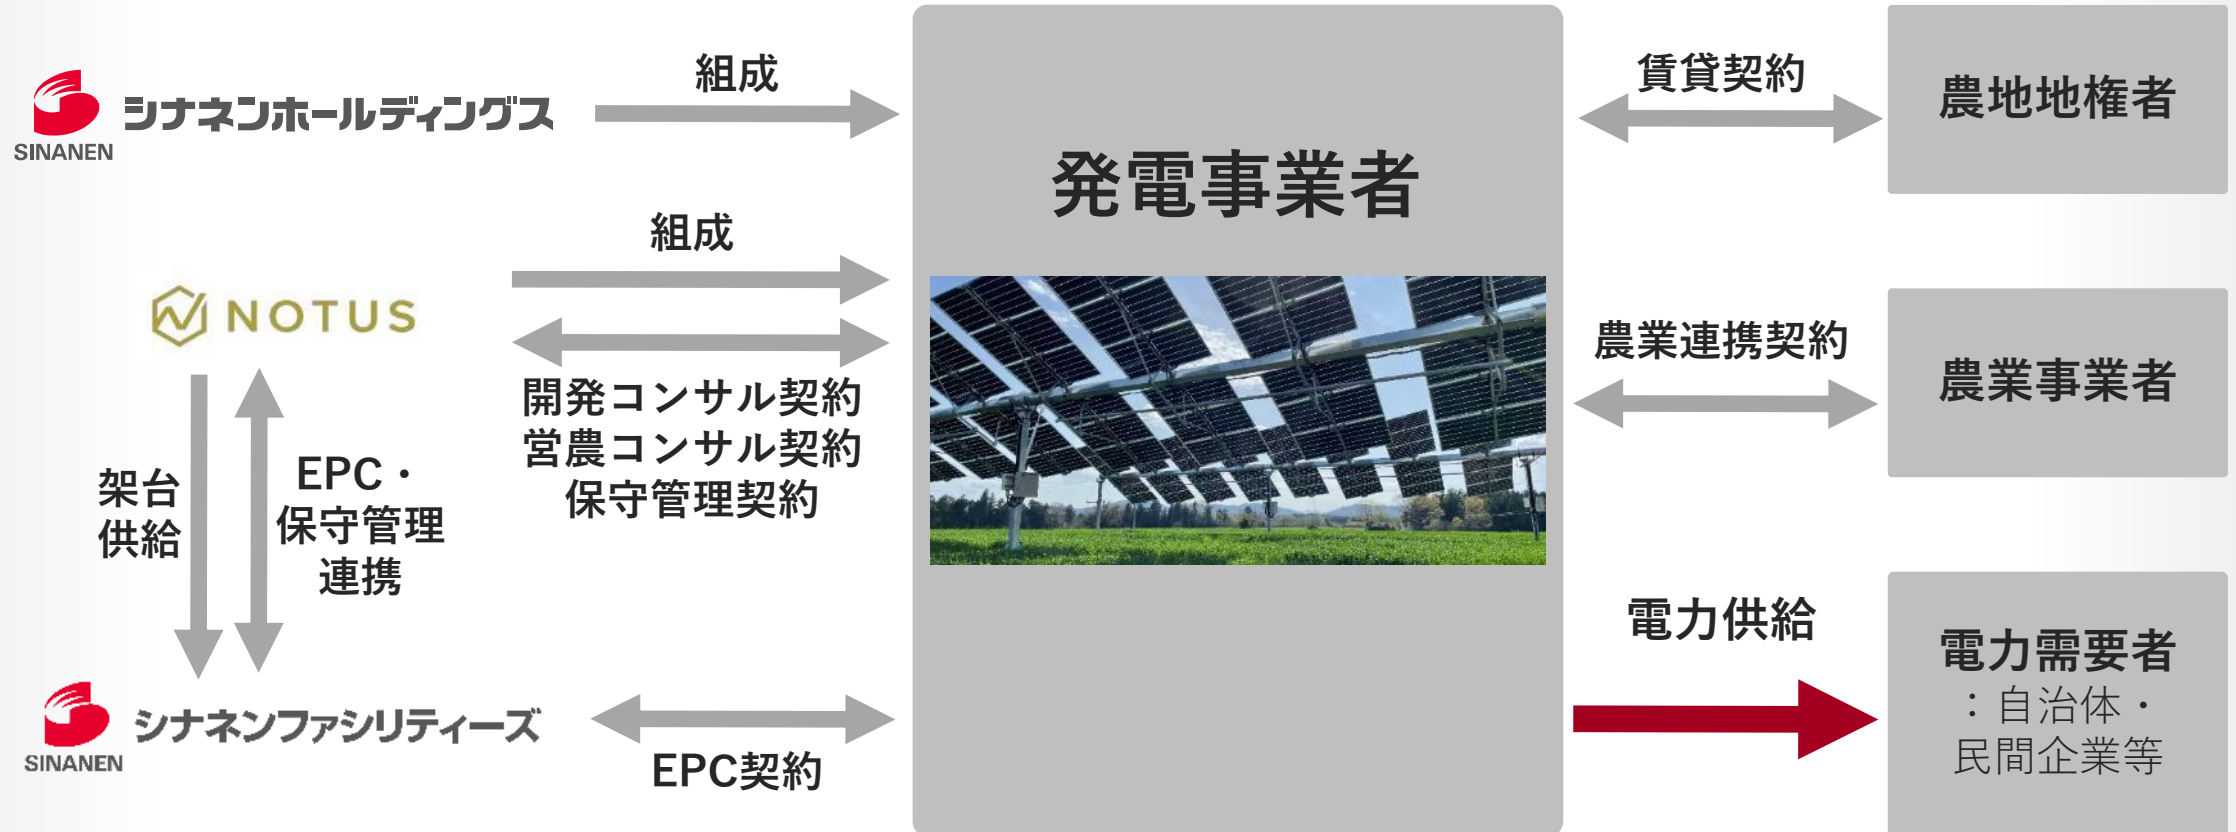 組成
SINANEN
シナネンホールディングス
発電事業者
賃貸契約
農地地権者
組成
NOTUS
開発コンサル契約
営農コンサル契約
保守管理契約
農業連携契約
農業事業者
架台
供給
EPC・
保守管理
連携
SINANEN
シナネンファシリティーズ
EPC契約
電力供給
電力需要者
：自治体・
民間企業等